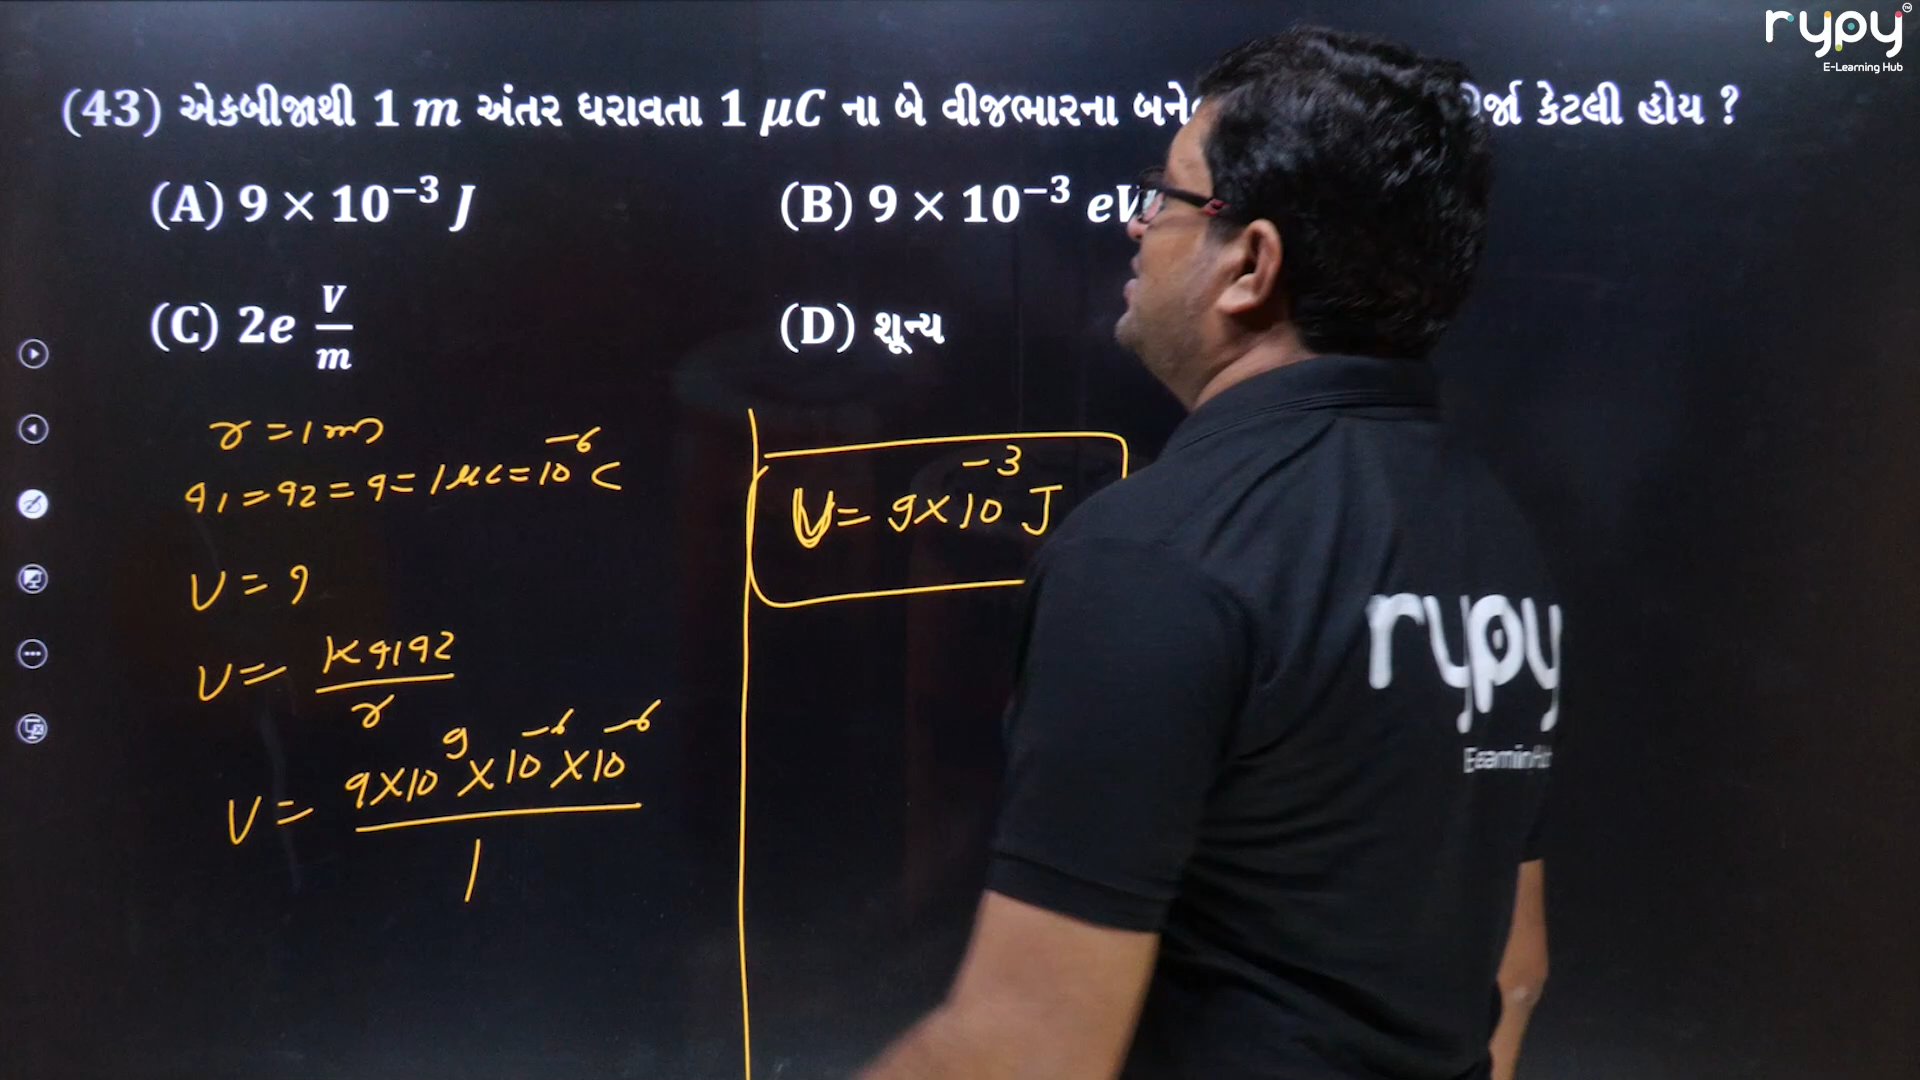 rypy
E-Learning Hub
(43) એકબીજાથી 1 m અંતર ધરાવતા 1 μC ના બે વીજભારના કેટલી હોય ?
(A) 9 × 10⁻³ J
(B) 9 × 10⁻³ eV
(C) 2e V/m
(D) શૂન્ય
r = 1 m
q1 = q2 = q = 1 μC = 10⁻⁶ C
U = ?
U = kq1q2/r
U = 9×10⁹×10⁻⁶×10⁻⁶/1
U = 9×10⁻³ J
rypy